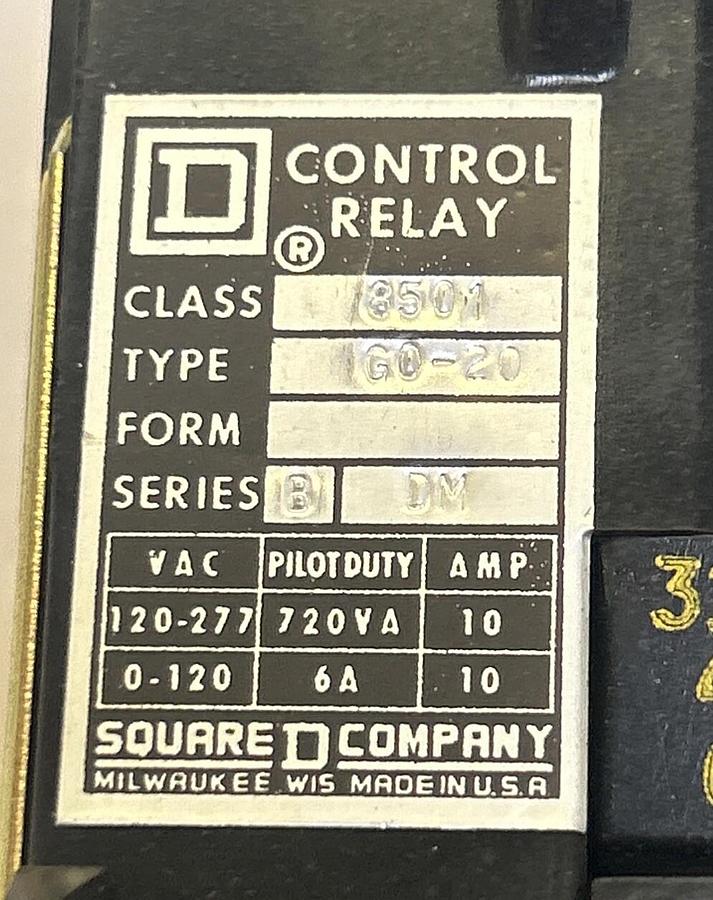 D CONTROL
RELAY
®
CLASS 8501
TYPE GO-20
FORM
SERIES B DM
VAC PILOT DUTY AMP
120-277 720VA 10
0-120 6A 10
SQUARE D COMPANY
MILWAUKEE WIS MADE IN U.S.A